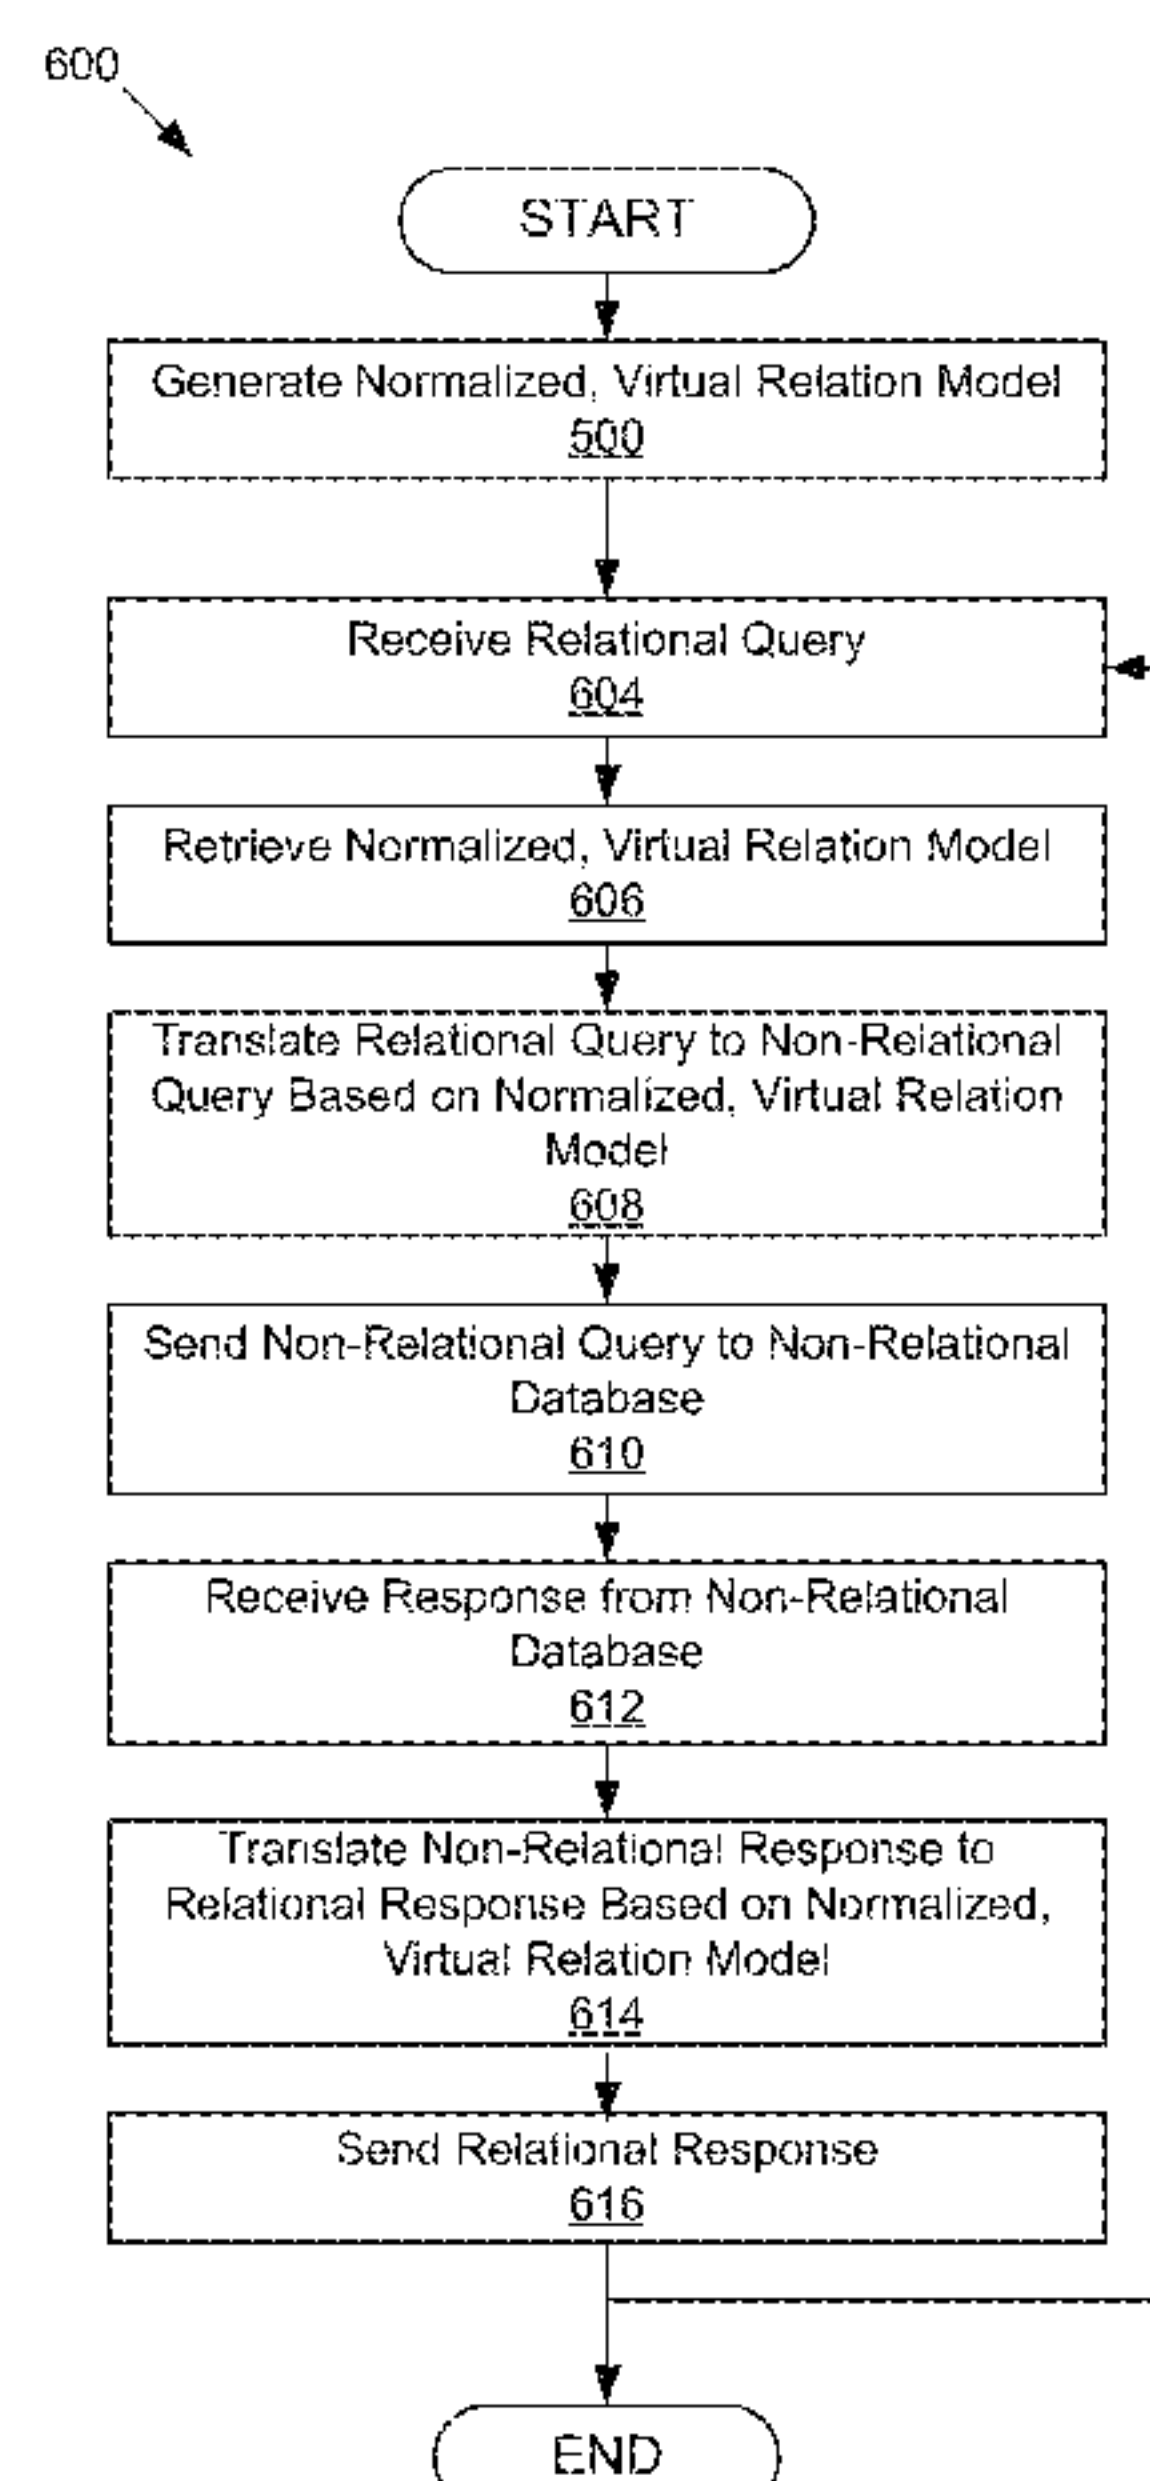 600
START
Generate Normalized, Virtual Relation Model
500
Receive Relational Query
604
Retrieve Normalized, Virtual Relation Model
606
Translate Relational Query to Non-Relational
Query Based on Normalized, Virtual Relation
Model
608
Send Non-Relational Query to Non-Relational
Database
610
Receive Response from Non-Relational
Database
612
Translate Non-Relational Response to
Relational Response Based on Normalized,
Virtual Relation Model
614
Send Relational Response
616
END